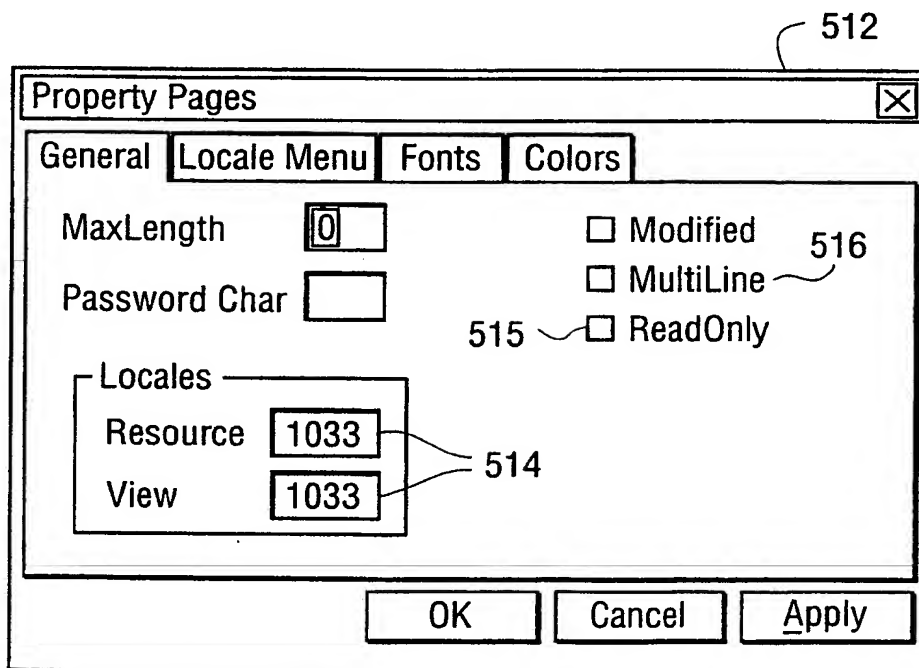 512
Property Pages
General Locale Menu Fonts Colors
MaxLength 0
Modified
516
MultiLine
Password Char
515
ReadOnly
Locales
Resource 1033
514
View 1033
OK Cancel Apply